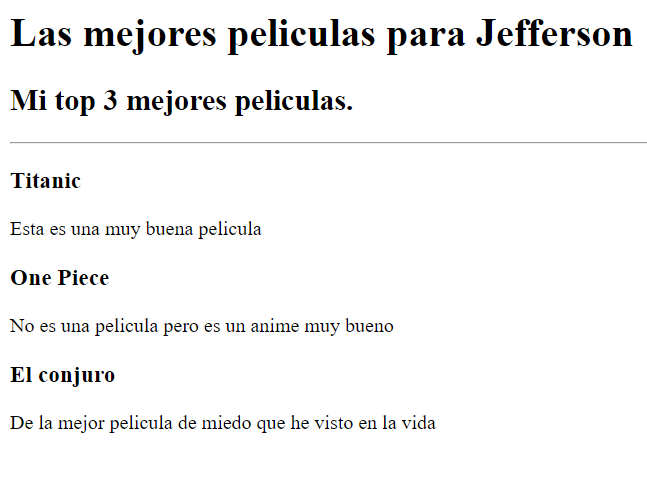 Las mejores peliculas para Jefferson
Mi top 3 mejores peliculas.
Titanic
Esta es una muy buena pelicula
One Piece
No es una pelicula pero es un anime muy bueno
El conjuro
De la mejor pelicula de miedo que he visto en la vida